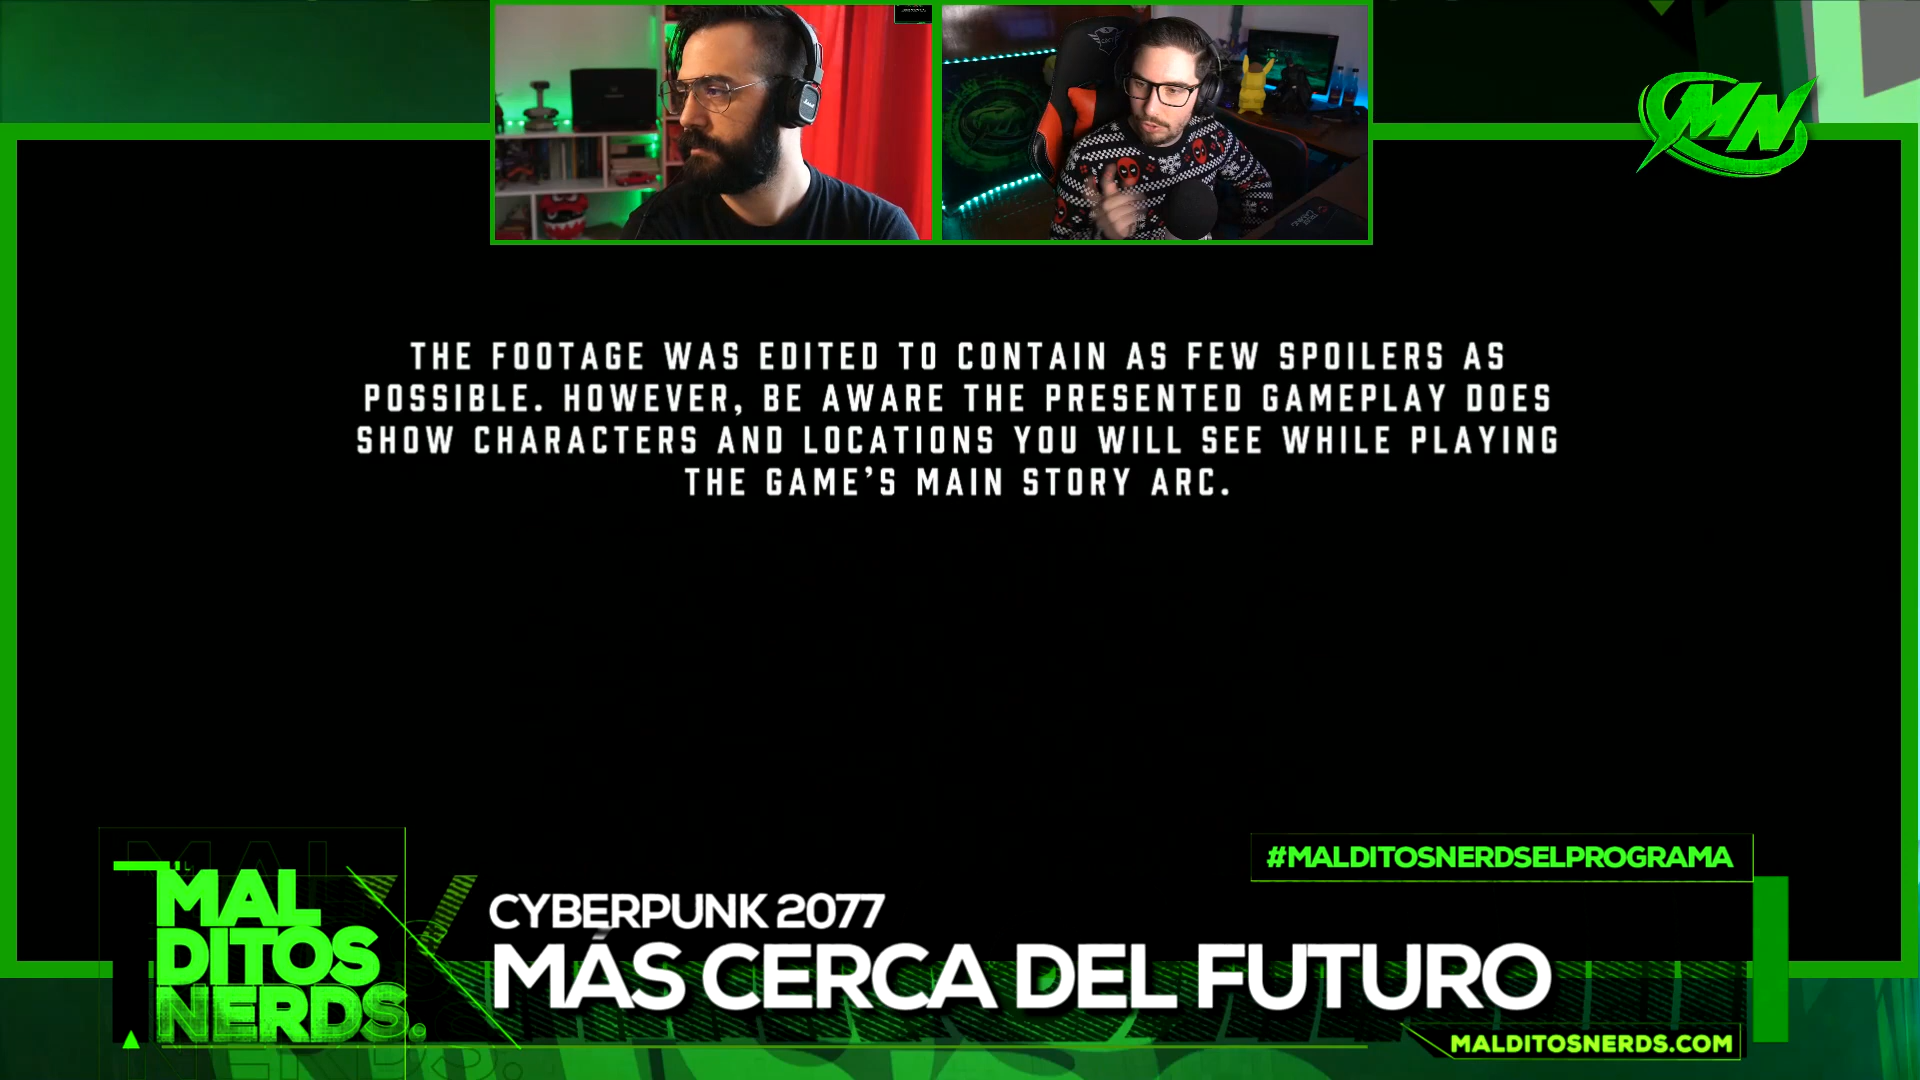 MN
THE FOOTAGE WAS EDITED TO CONTAIN AS FEW SPOILERS AS
POSSIBLE. HOWEVER, BE AWARE THE PRESENTED GAMEPLAY DOES
SHOW CHARACTERS AND LOCATIONS YOU WILL SEE WHILE PLAYING
THE GAME’S MAIN STORY ARC.
#MALDITOSNERDSELPROGRAMA
MAL
DITOS
NERDS.
CYBERPUNK 2077
MÁS CERCA DEL FUTURO
MALDITOSNERDS.COM